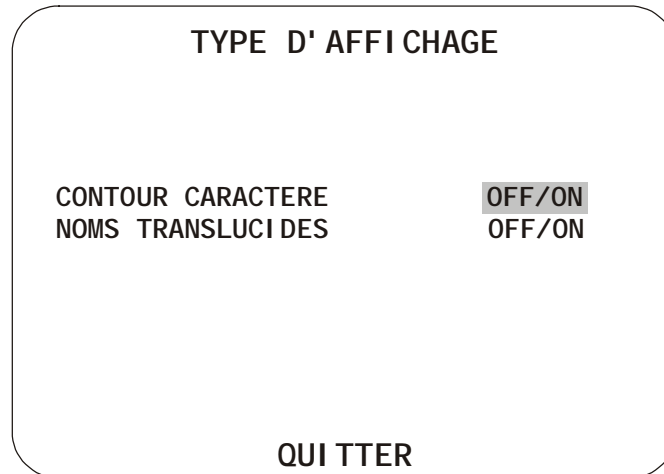 TYPE D'AFFICHAGE
CONTOUR CARACTERE OFF/ON
NOMS TRANSLUCIDES OFF/ON
QUITTER